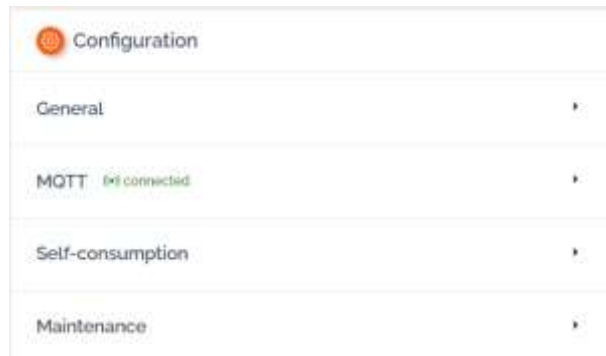 Configuration
General
MQTT connected
Self-consumption
Maintenance